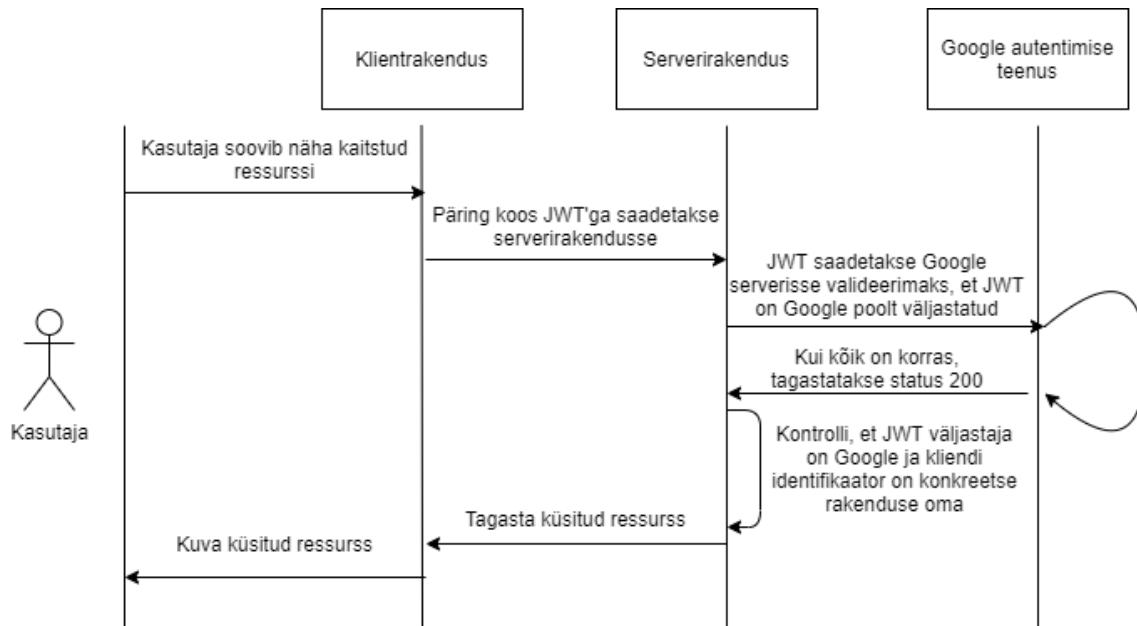 Klientrakendus
Serverirakendus
Google autentimise
teenus
Kasutaja soovib näha kaitstud
ressurssi
Päring koos JWT'ga saadetakse
serverirakendusse
JWT saadetakse Google
serverisse valideerimaks, et JWT
on Google poolt väljastatud
Kui kõik on korras,
tagastatakse status 200
Kasutaja
Kontrolli, et JWT väljastaja
on Google ja kliendi
identifikaator on konkreetse
rakenduse oma
Tagasta küsitud ressurss
Kuva küsitud ressurss